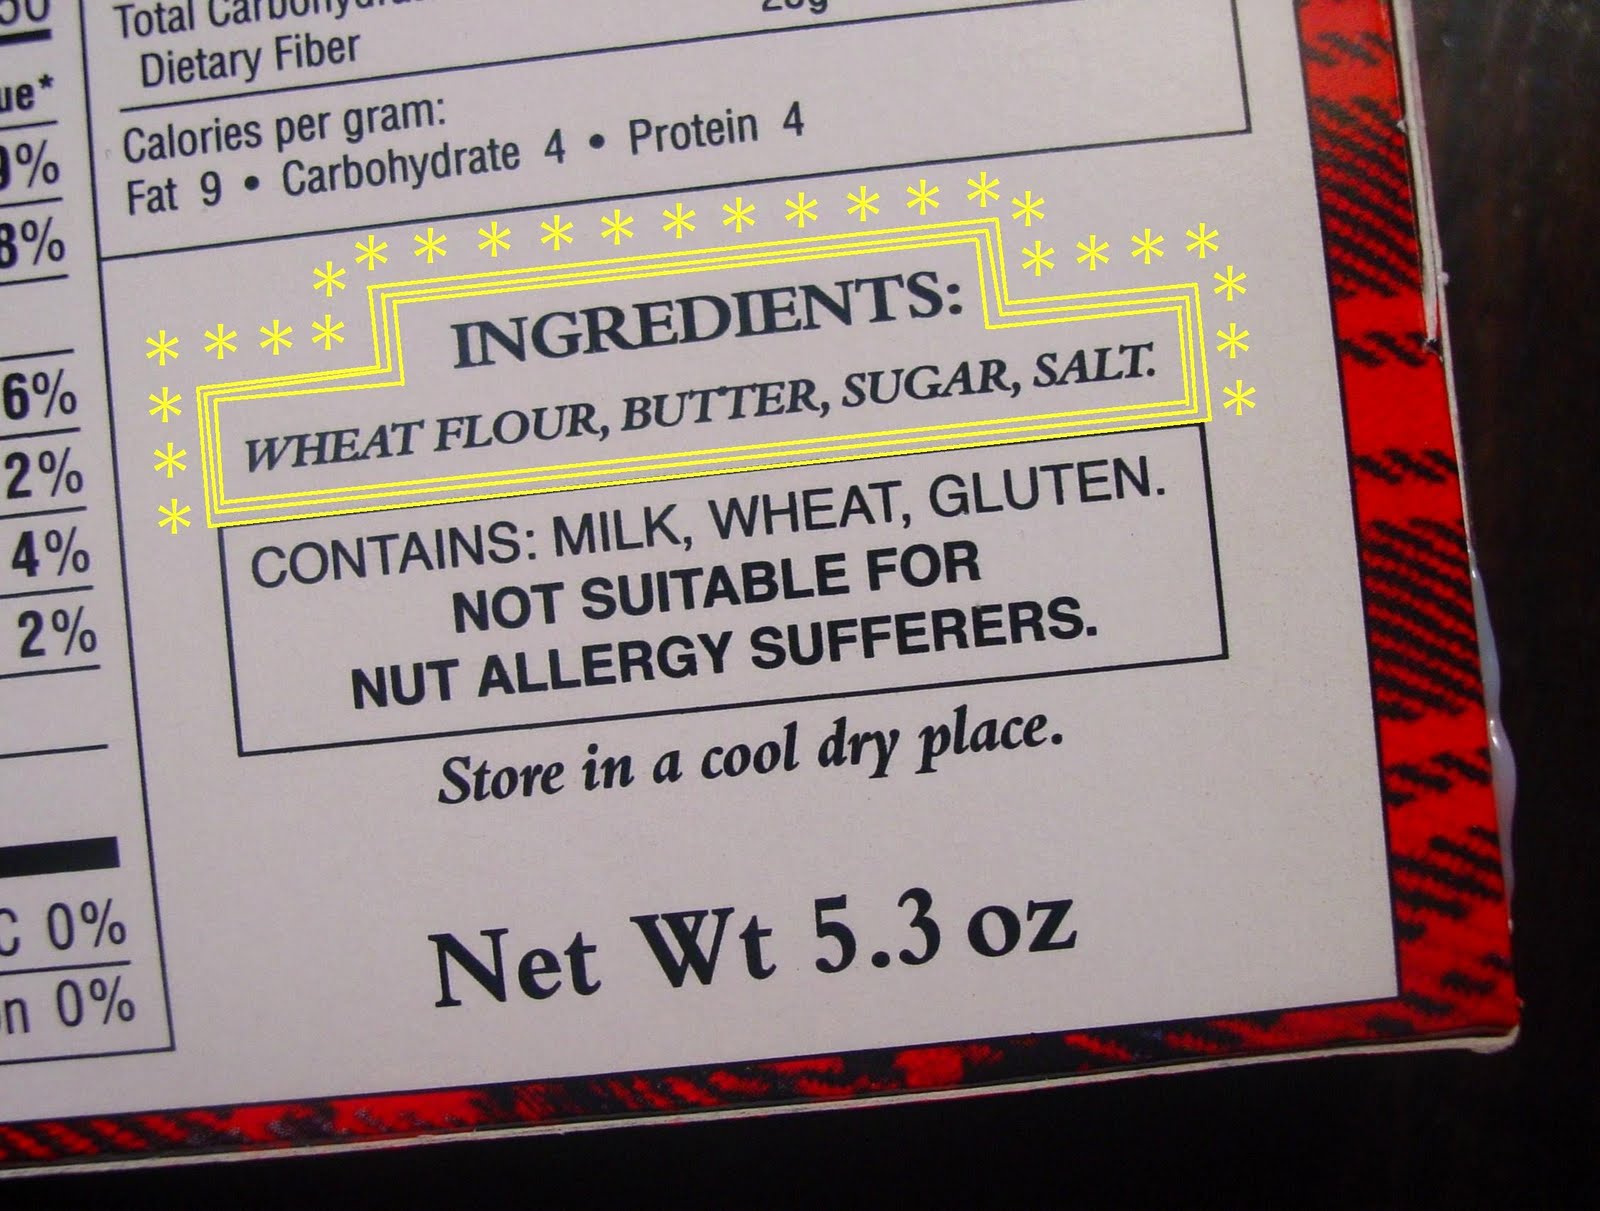 Total
Dietary Fiber
Calories per gram:
Fat 9 • Carbohydrate 4 • Protein 4
INGREDIENTS:
WHEAT FLOUR, BUTTER, SUGAR, SALT.
CONTAINS: MILK, WHEAT, GLUTEN.
NOT SUITABLE FOR
NUT ALLERGY SUFFERERS.
Store in a cool dry place.
Net Wt 5.3 oz
ue*
8%
6%
2%
4%
2%
C 0%
n 0%